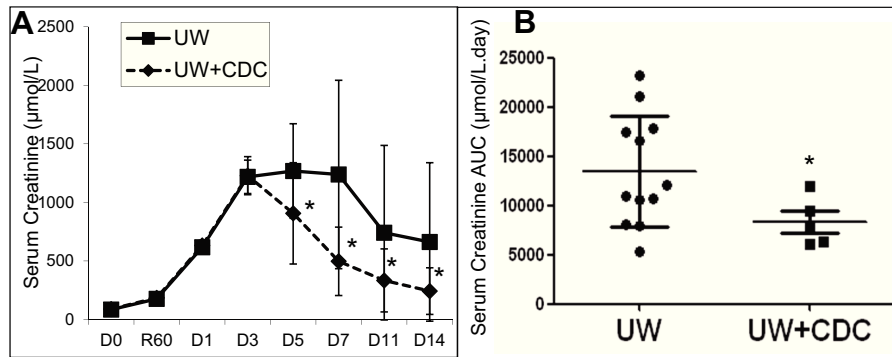 A
2500
2000
1500
1000
500
0
Serum Creatinine (µmol/L)
UW
UW+CDC
*
*
*
*
D0 R60 D1 D3 D5 D7 D11 D14
B
25000
20000
15000
10000
5000
0
Serum Creatinine AUC (µmol/L.day)
*
UW UW+CDC